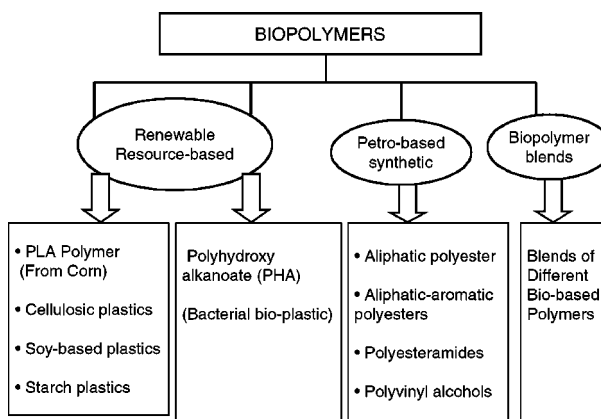 BIOPOLYMERS
Renewable
Resource-based
Petro-based
synthetic
Biopolymer
blends
• PLA Polymer
(From Corn)
• Cellulosic plastics
• Soy-based plastics
• Starch plastics
Polyhydroxy
alkanoate (PHA)
(Bacterial bio-plastic)
• Aliphatic polyester
• Aliphatic-aromatic
polyesters
• Polyesteramides
• Polyvinyl alcohols
Blends of
Different
Bio-based
Polymers